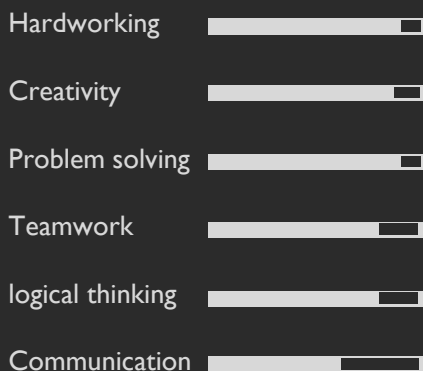 Hardworking
Creativity
Problem solving
Teamwork
logical thinking
Communication